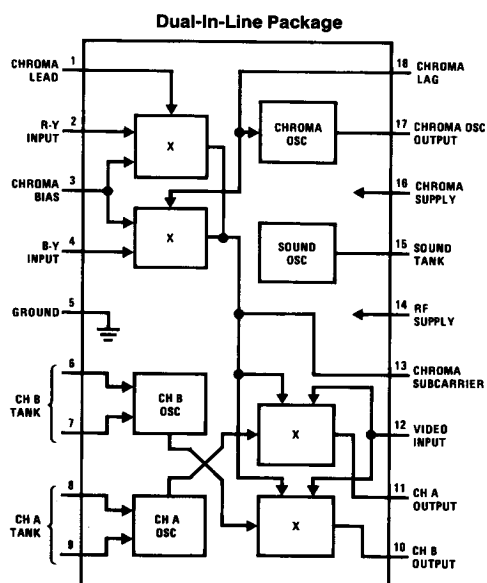 Dual-In-Line Package
CHROMA LEAD 1
R-Y INPUT 2
CHROMA BIAS 3
B-Y INPUT 4
GROUND 5
6
CH B TANK
7
8
CH A TANK
9
X
X
CHROMA OSC
SOUND OSC
CH B OSC
CH A OSC
X
X
18 CHROMA LAG
17 CHROMA OSC OUTPUT
16 CHROMA SUPPLY
15 SOUND TANK
14 RF SUPPLY
13 CHROMA SUBCARRIER
12 VIDEO INPUT
11 CH A OUTPUT
10 CH B OUTPUT